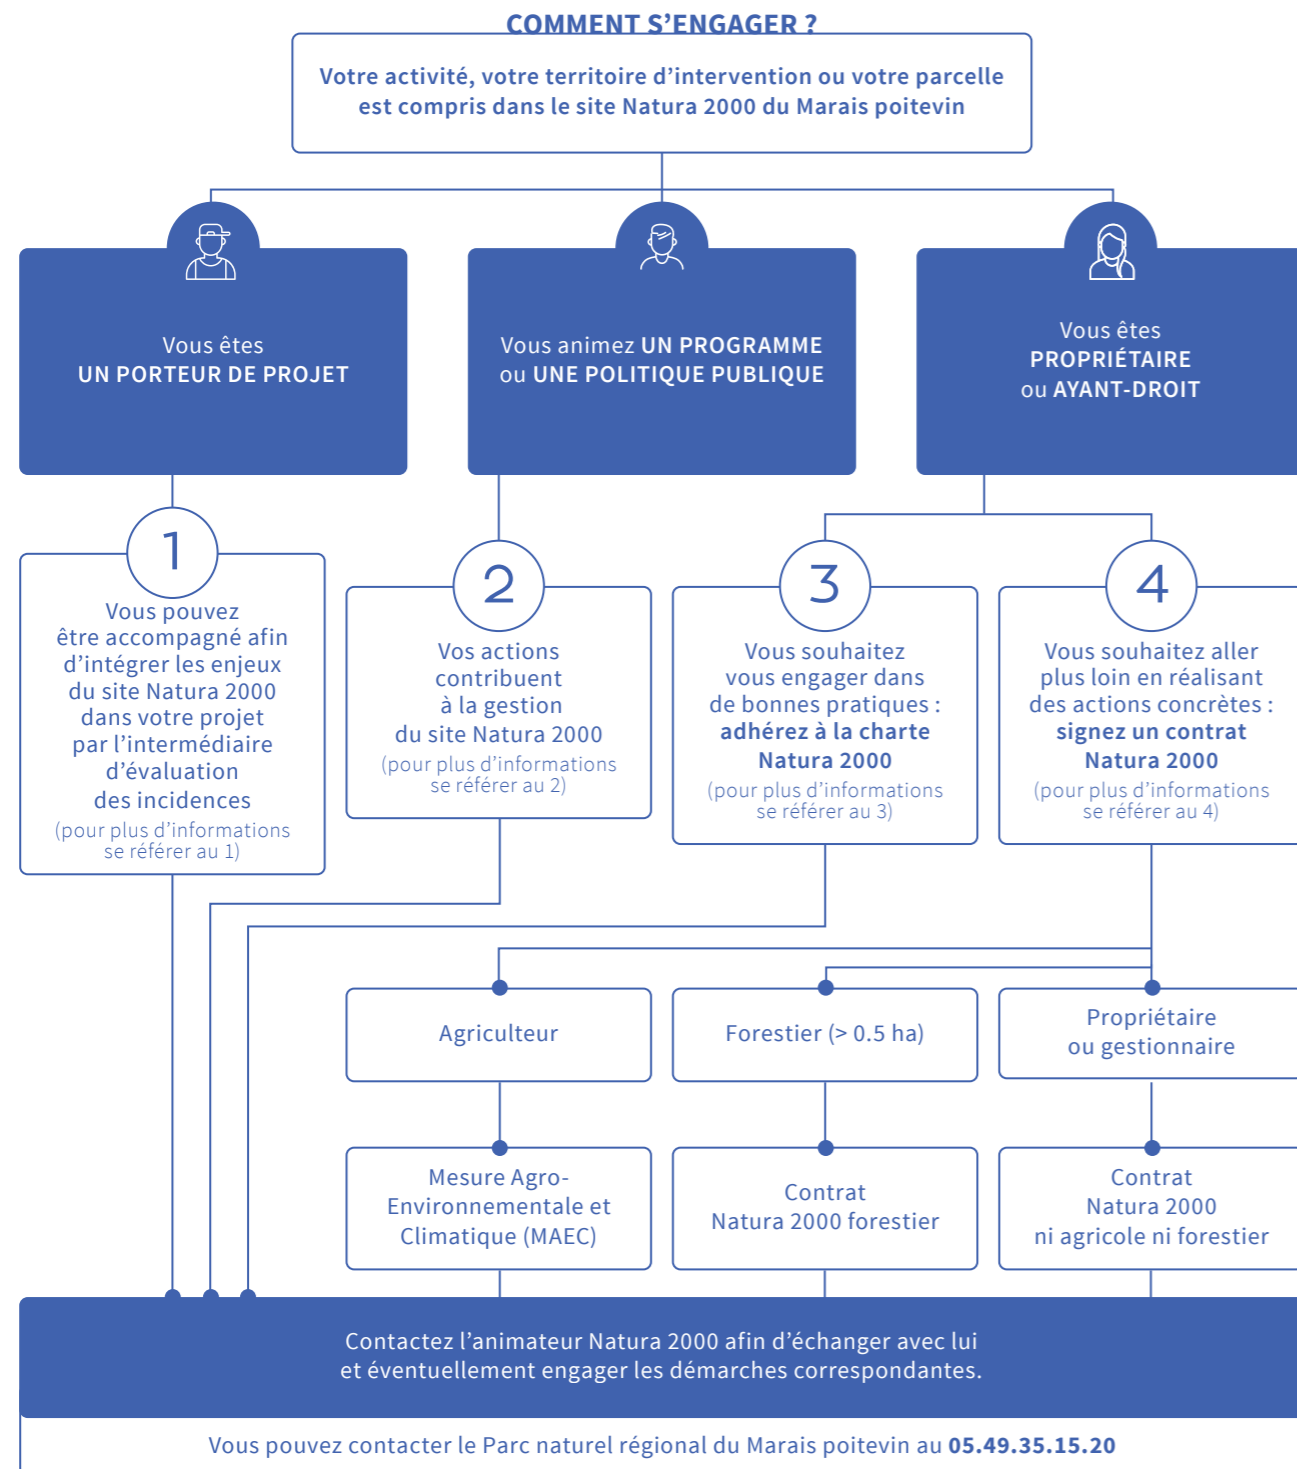 COMMENT S’ENGAGER ?
Votre activité, votre territoire d’intervention ou votre parcelle
est compris dans le site Natura 2000 du Marais poitevin
Vous êtes
UN PORTEUR DE PROJET
Vous animez UN PROGRAMME
ou UNE POLITIQUE PUBLIQUE
Vous êtes
PROPRIÉTAIRE
ou AYANT-DROIT
1
Vous pouvez
être accompagné afin
d’intégrer les enjeux
du site Natura 2000
dans votre projet
par l’intermédiaire
d’évaluation
des incidences
(pour plus d’informations
se référer au 1)
2
Vos actions
contribuent
à la gestion
du site Natura 2000
(pour plus d’informations
se référer au 2)
3
Vous souhaitez
vous engager dans
de bonnes pratiques :
adhérez à la charte
Natura 2000
(pour plus d’informations
se référer au 3)
4
Vous souhaitez aller
plus loin en réalisant
des actions concrètes :
signez un contrat
Natura 2000
(pour plus d’informations
se référer au 4)
Agriculteur
Forestier (> 0.5 ha)
Propriétaire
ou gestionnaire
Mesure Agro-
Environnementale et
Climatique (MAEC)
Contrat
Natura 2000 forestier
Contrat
Natura 2000
ni agricole ni forestier
Contactez l’animateur Natura 2000 afin d’échanger avec lui
et éventuellement engager les démarches correspondantes.
Vous pouvez contacter le Parc naturel régional du Marais poitevin au 05.49.35.15.20